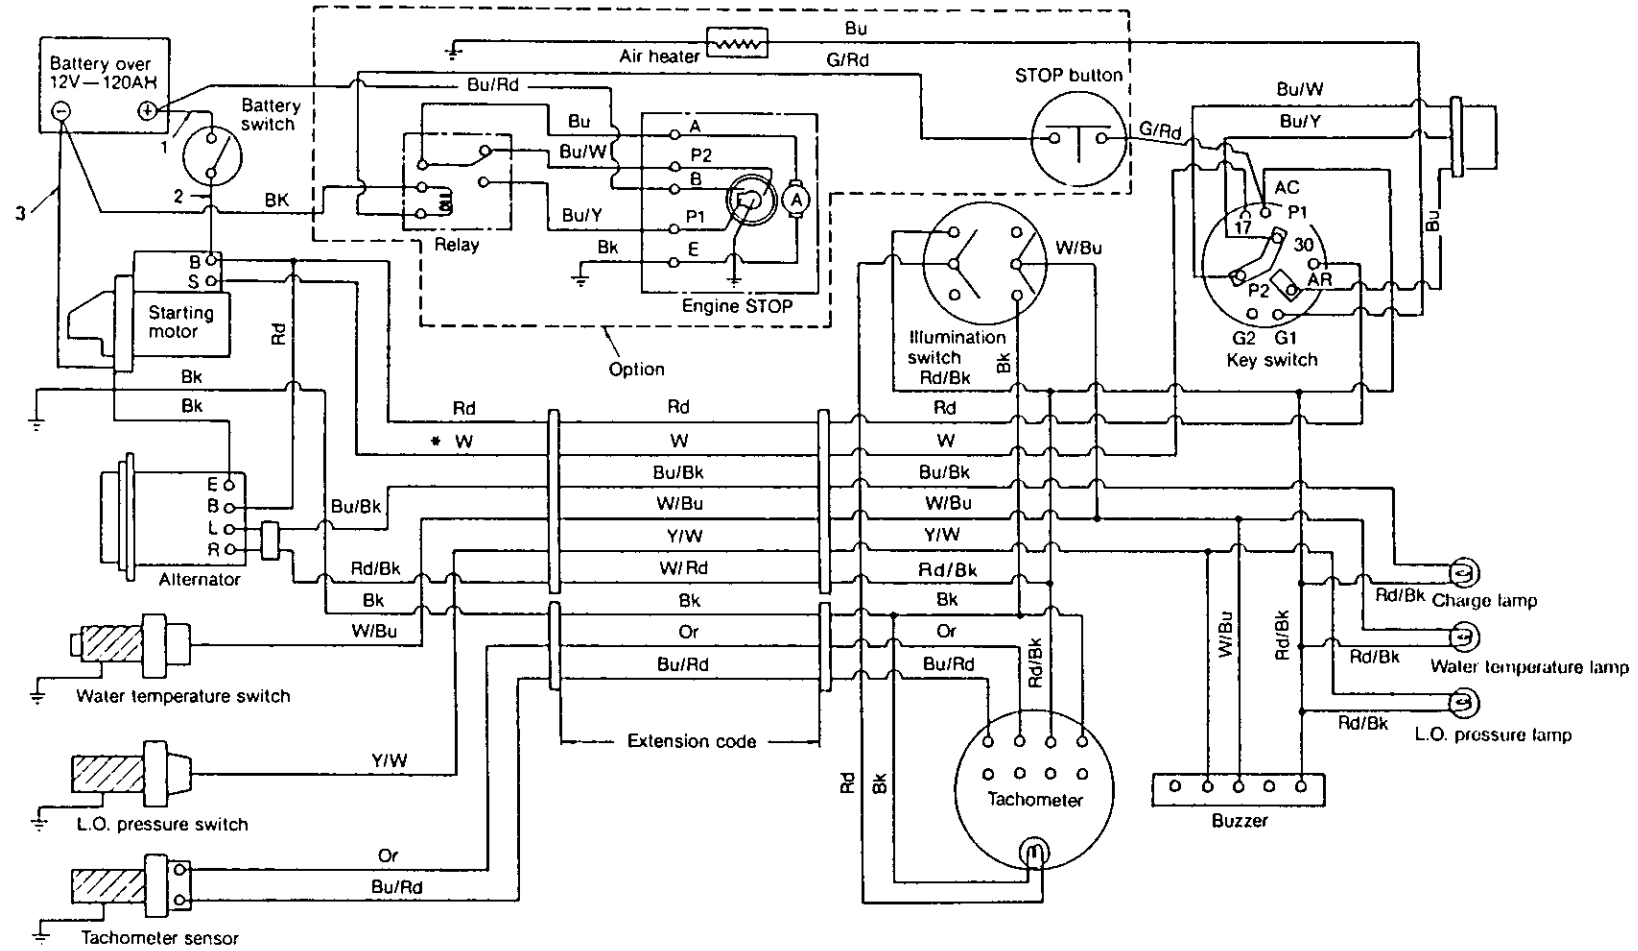 Bu
Air heater
G/Rd
STOP button
Battery over
12V—120AH
−
+
Bu/Rd
Battery
switch
Bu/W
Bu/Y
G/Rd
1
2
3
BK
Bu
Bu/W
Bu/Y
Bk
A
P2
B
P1
E
A
Relay
Engine STOP
Option
AC
P1
17
30
AR
P2
G2 G1
Key switch
Bu
W/Bu
Illumination
switch
Rd/Bk
Bk
B
S
Starting
motor
Rd
Bk
Bk
Rd
Rd
Rd
* W
W
W
Bu/Bk
Bu/Bk
Bu/Bk
W/Bu
W/Bu
Y/W
Y/W
Rd/Bk
W/Rd
Rd/Bk
Bk
Bk
Bk
W/Bu
Or
Or
Bu/Rd
Bu/Rd
E
B
L
R
Alternator
Water temperature switch
Y/W
L.O. pressure switch
Or
Bu/Rd
Tachometer sensor
Extension code
Rd
Bk
Rd/Bk
Tachometer
W/Bu
Rd/Bk
Rd/Bk
Charge lamp
Rd/Bk
Water temperature lamp
Rd/Bk
L.O. pressure lamp
Buzzer